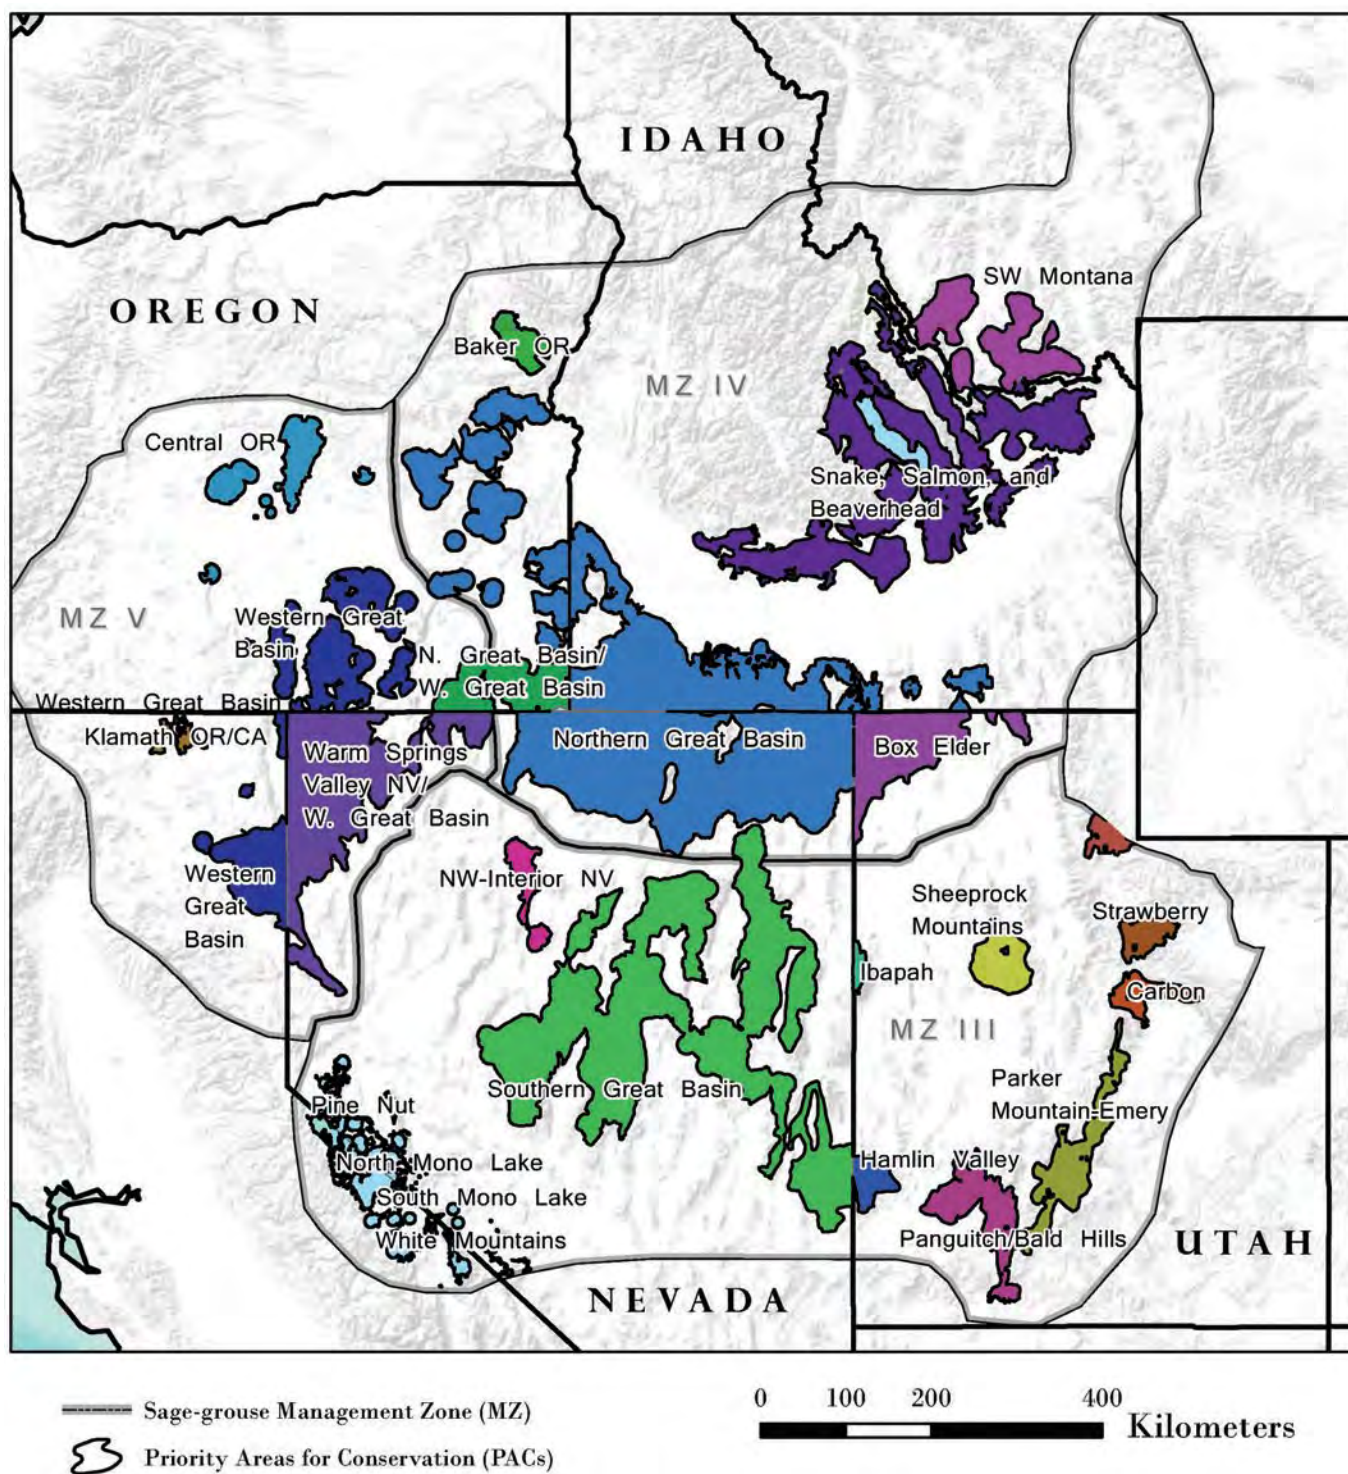 IDAHO
SW Montana
OREGON
Baker OR
MZ IV
Central OR
Snake, Salmon, and
Beaverhead
MZ V
Western Great
Basin
N. Great Basin/
W. Great Basin
Western Great Basin
Klamath OR/CA
Warm Springs
Valley NV/
W. Great Basin
Northern Great Basin
Box Elder
Western
Great
Basin
NW-Interior NV
Sheeprock
Mountains
Strawberry
Ibapah
Carbon
MZ III
Southern Great Basin
Parker
Mountain-Emery
Pine Nut
North Mono Lake
South Mono Lake
White Mountains
Hamlin Valley
Panguitch/Bald Hills
UTAH
NEVADA
0 100 200 400
Kilometers
Sage-grouse Management Zone (MZ)
Priority Areas for Conservation (PACs)